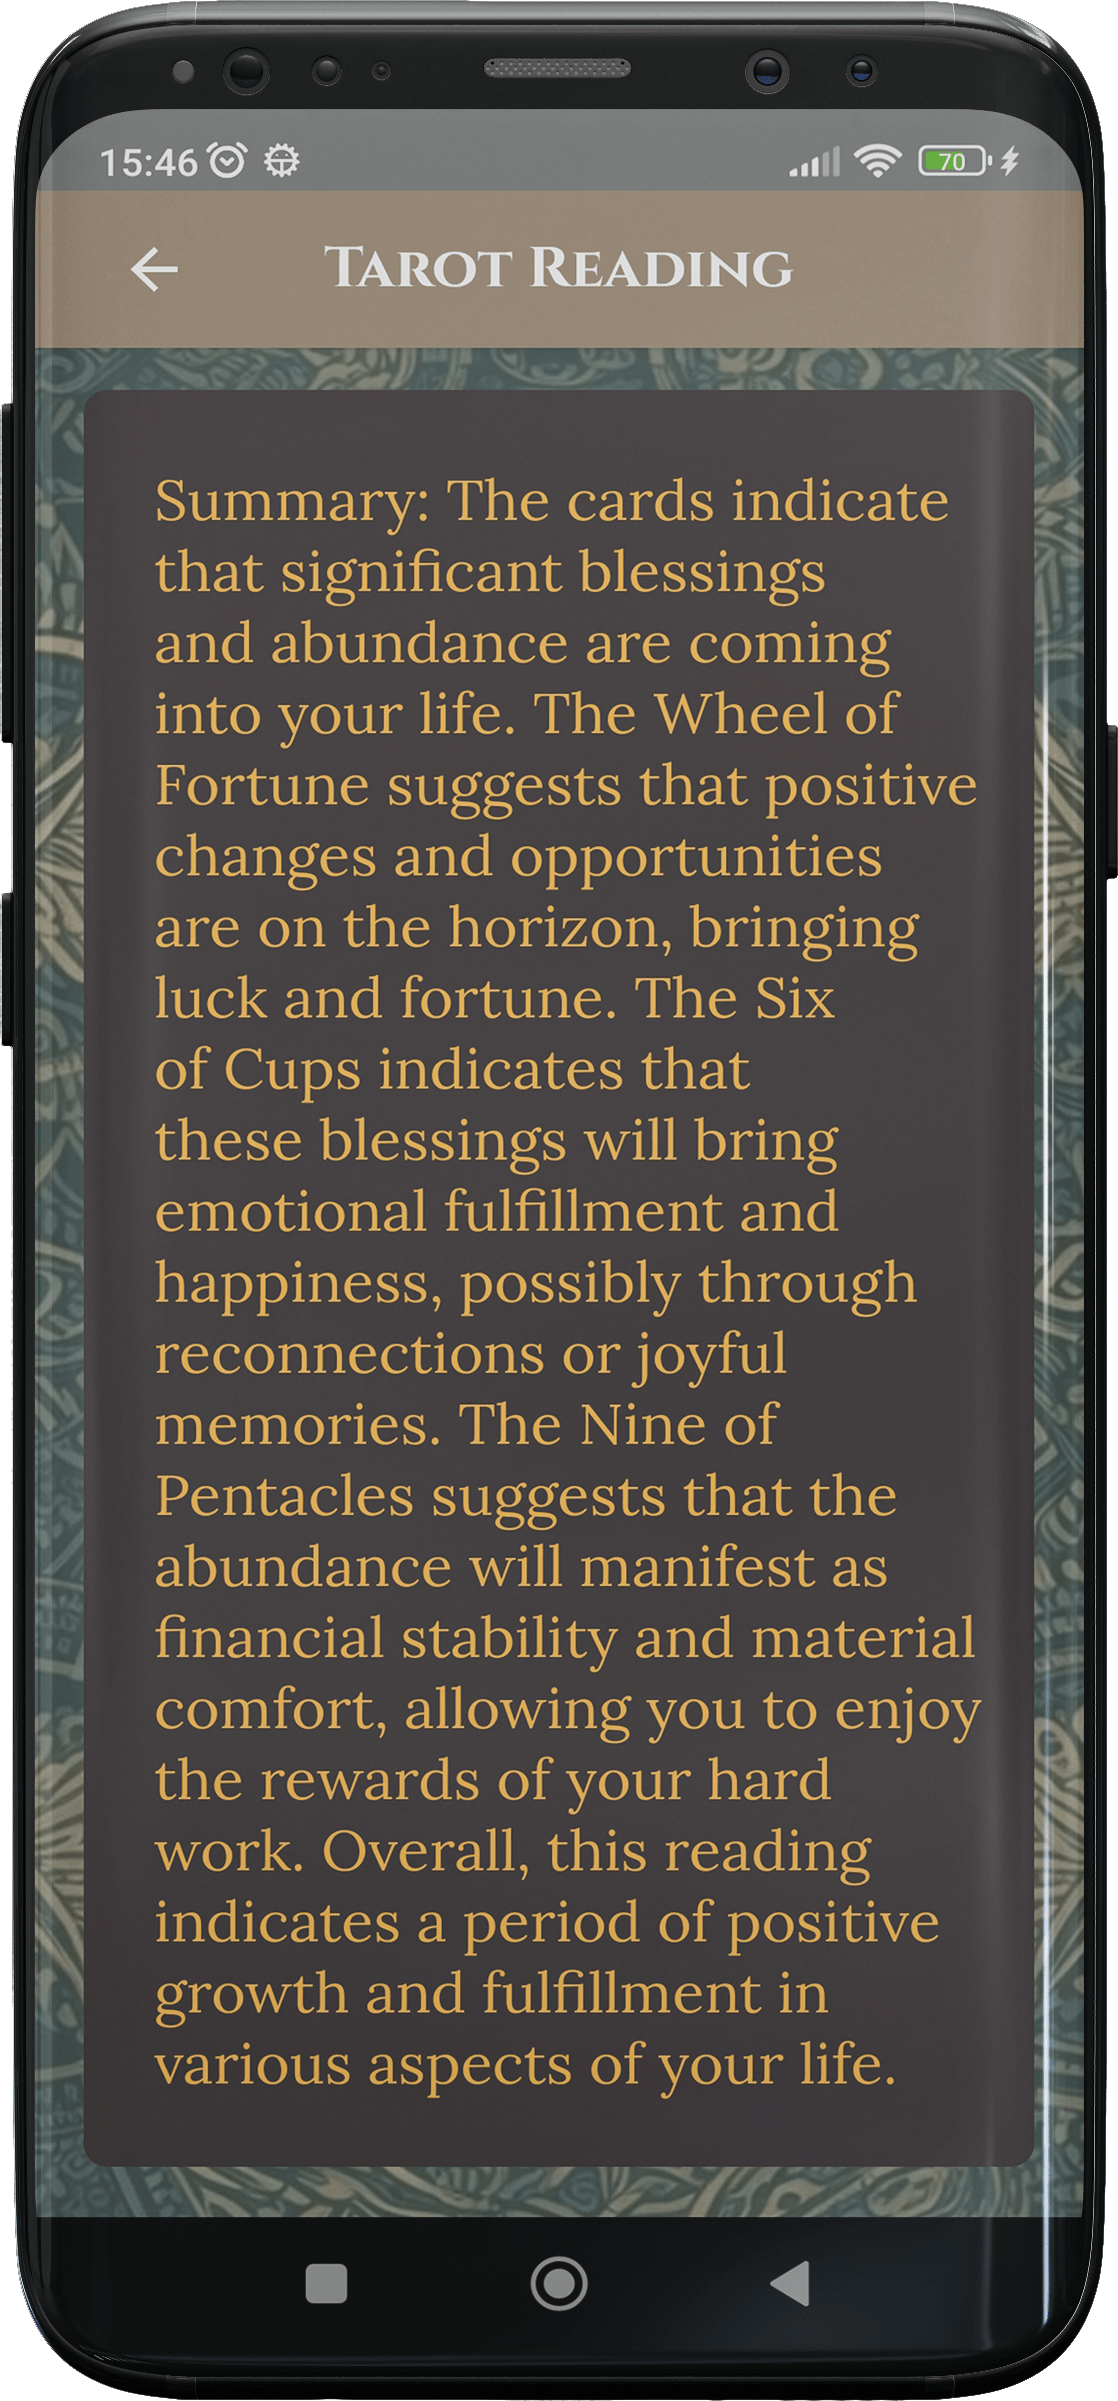 15:46
70
Tarot Reading
Summary: The cards indicate
that significant blessings
and abundance are coming
into your life. The Wheel of
Fortune suggests that positive
changes and opportunities
are on the horizon, bringing
luck and fortune. The Six
of Cups indicates that
these blessings will bring
emotional fulfillment and
happiness, possibly through
reconnections or joyful
memories. The Nine of
Pentacles suggests that the
abundance will manifest as
financial stability and material
comfort, allowing you to enjoy
the rewards of your hard
work. Overall, this reading
indicates a period of positive
growth and fulfillment in
various aspects of your life.